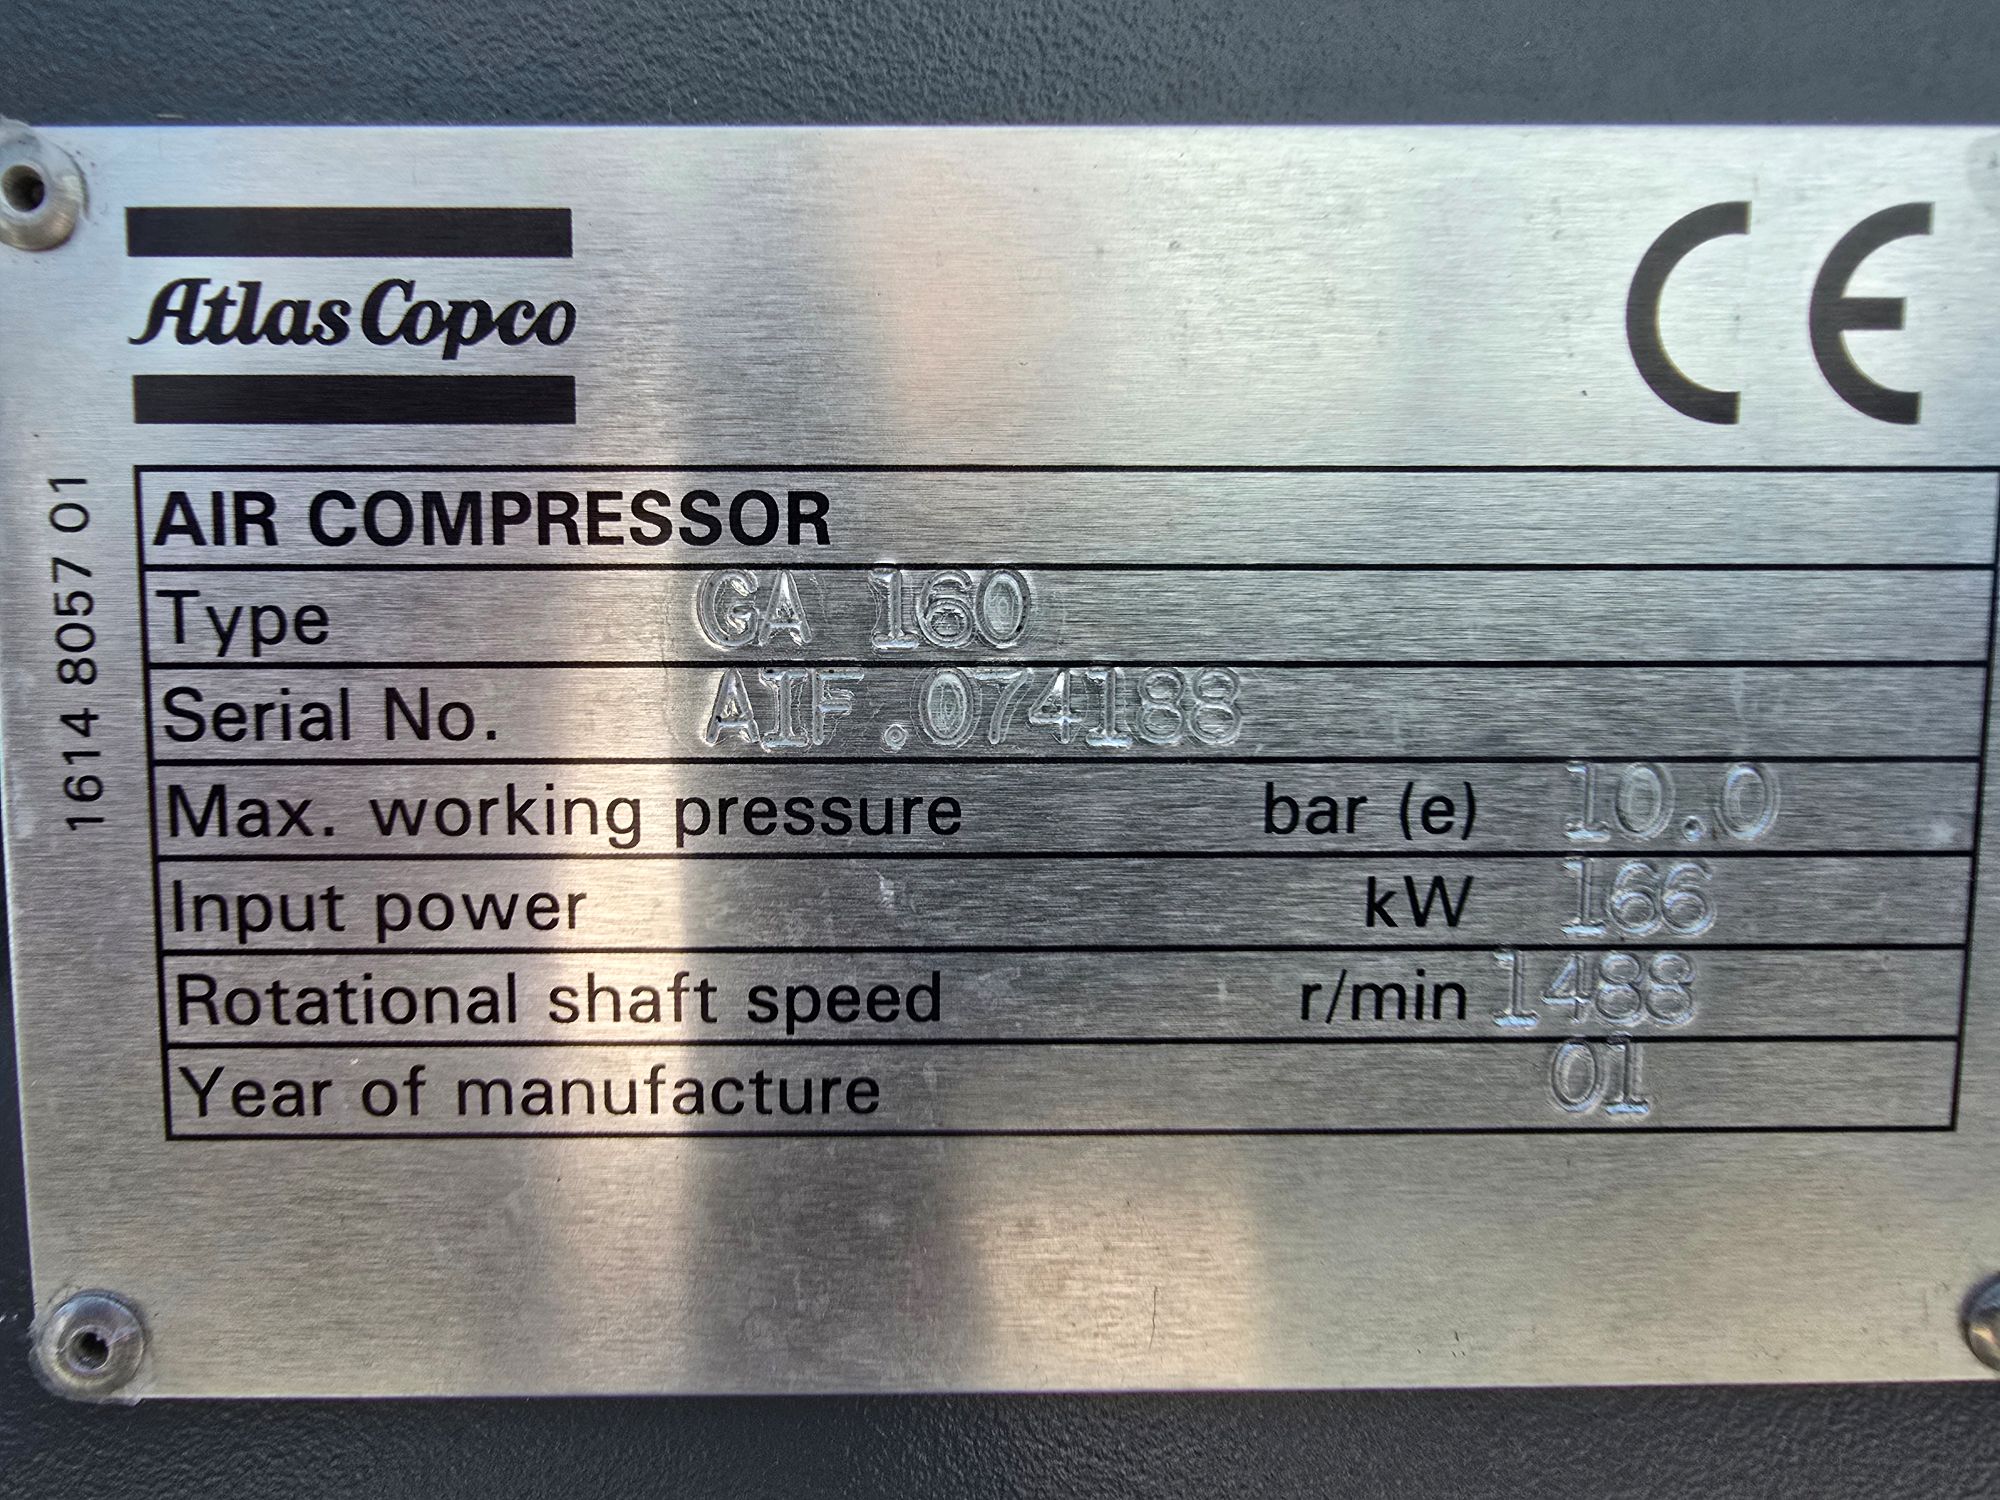 Atlas Copco
CE
AIR COMPRESSOR
Type GA 160
Serial No. AIF.074188
Max. working pressure bar (e) 10.0
Input power kW 166
Rotational shaft speed r/min 1488
Year of manufacture 01
1614 8057 01